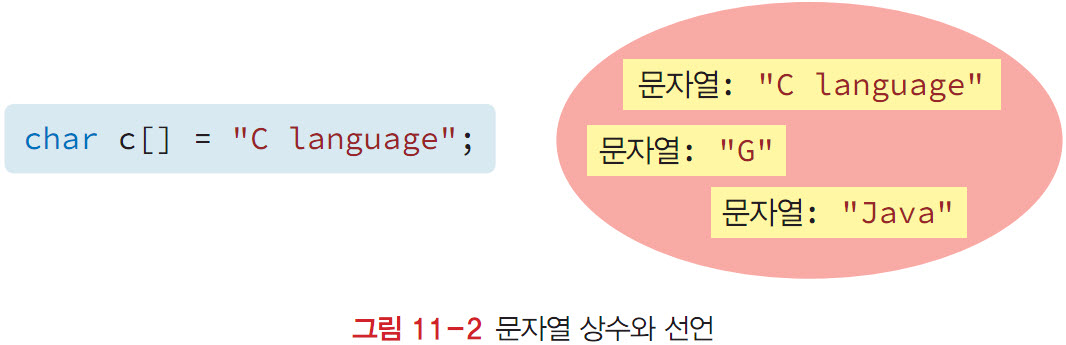 char c[] = "C language";
문자열: "C language"
문자열: "G"
문자열: "Java"
그림 11-2 문자열 상수와 선언